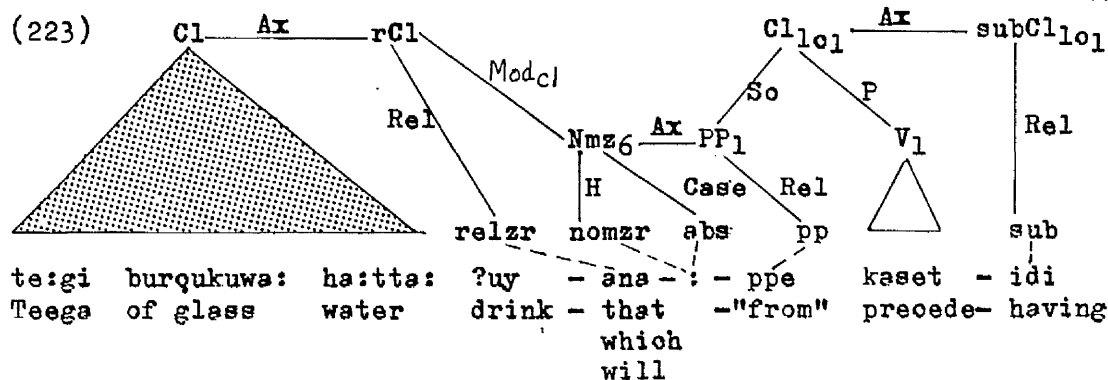 (223) Cl Ax rCl Cl₁ₒ₁ Ax subCl₁ₒ₁
Mod_cl So P
Rel Nmz₆ Ax PP₁ V₁ Rel
H Case Rel
relzr nomzr abs pp sub
te:gi burqukuwa: ha:tta: ?uy – ana – : – ppe kaset – idi
Teega of glass water drink – that –"from" precede– having
which
will